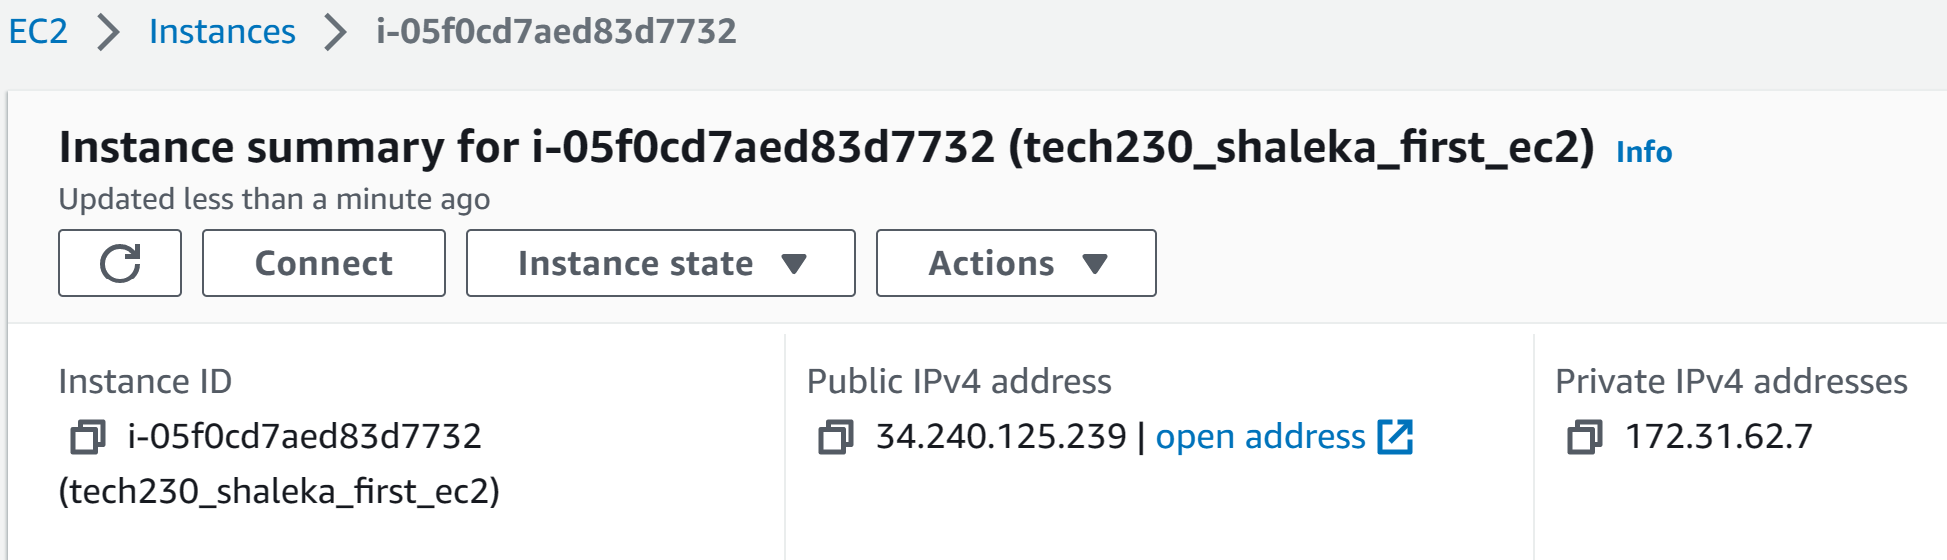 EC2 Instances i-05f0cd7aed83d7732
Instance summary for i-05f0cd7aed83d7732 (tech230_shaleka_first_ec2) Info
Updated less than a minute ago
Connect Instance state Actions
Instance ID
i-05f0cd7aed83d7732
(tech230_shaleka_first_ec2)
Public IPv4 address
34.240.125.239 | open address
Private IPv4 addresses
172.31.62.7